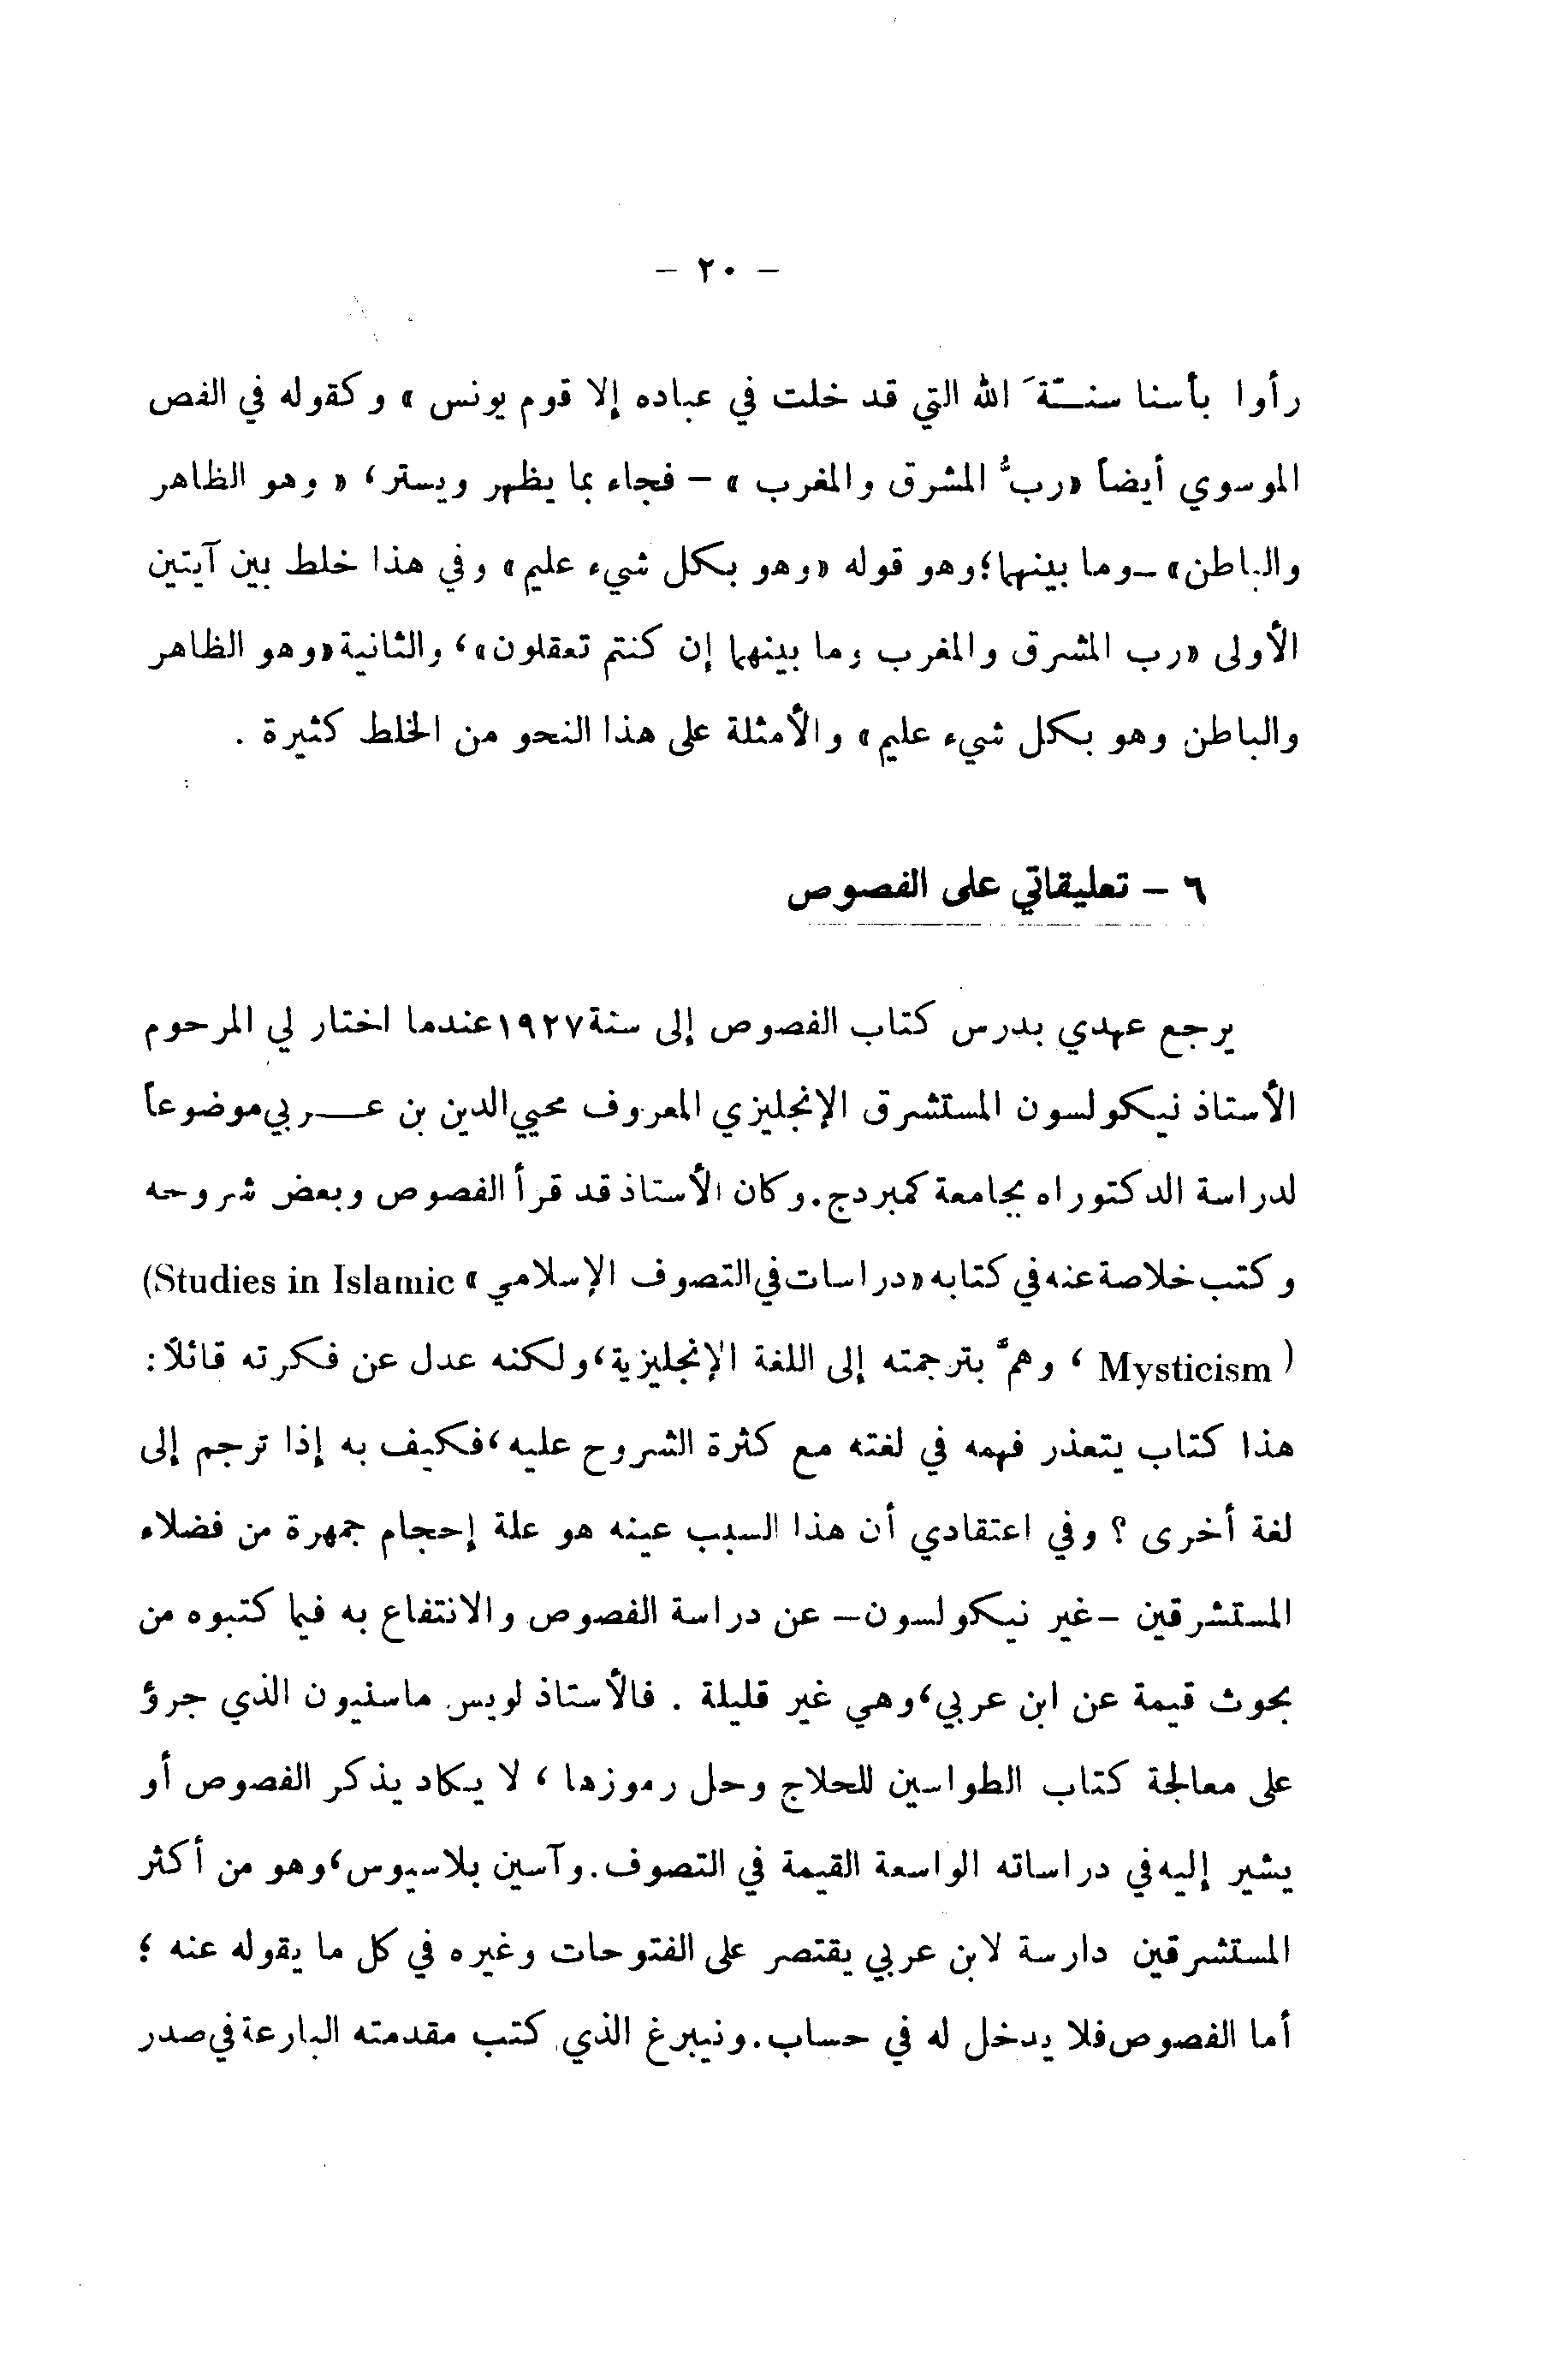 – ٢٠ –
رأوا بأسنا سنــّةَ الله التي قد خلت في عباده إلا قوم يونس » وكقوله في الفص
الموسوي أيضاً «ربُّ المشرق والمغرب » – فجاء بما يظهر ويستر، « وهو الظاهر
والباطن» –وما بينهما؛وهو قوله «وهو بكل شيء عليم» وفي هذا خلط بين آيتين
الأولى «رب المشرق والمغرب وما بينهما إن كنتم تعقلون»، والثانية«وهو الظاهر
والباطن وهو بكل شيء عليم» والأمثلة على هذا النحو من الخلط كثيرة .
٦ – تعليقاتي على الفصوص
يرجع عهدي بدرس كتاب الفصوص إلى سنة١٩٢٧عندما اختار لي المرحوم
الأستاذ نيكولسون المستشرق الإنجليزي المعروف محيي الدين بن عــربي موضوعاً
لدراسة الدكتوراه بجامعة كمبردج. وكان الأستاذ قد قرأ الفصوص وبعض شروحه
وكتب خلاصة عنه في كتابه «دراسات في التصوف الإسلامي » (Studies in Islamic
Mysticism ) ، وهمَّ بترجمته إلى اللغة الإنجليزية،ولكنه عدل عن فكرته قائلاً:
هذا كتاب يتعذر فهمه في لغته مع كثرة الشروح عليه،فكيف به إذا ترجم إلى
لغة أخرى ؟ وفي اعتقادي أن هذا السبب عينه هو علة إحجام جمهرة من فضلاء
المستشرقين –غير نيكولسون– عن دراسة الفصوص والانتفاع به فيما كتبوه من
بحوث قيمة عن ابن عربي،وهي غير قليلة . فالأستاذ لويس ماسنيون الذي جرؤ
على معالجة كتاب الطواسين للحلاج وحل رموزها ، لا يكاد يذكر الفصوص أو
يشير إليه في دراساته الواسعة القيمة في التصوف. وآسين بلاسيوس،وهو من أكثر
المستشرقين دارسة لابن عربي يقتصر على الفتوحات وغيره في كل ما يقوله عنه ؛
أما الفصوص فلا يدخل له في حساب. ونيبرغ الذي كتب مقدمته البارعة في صدر